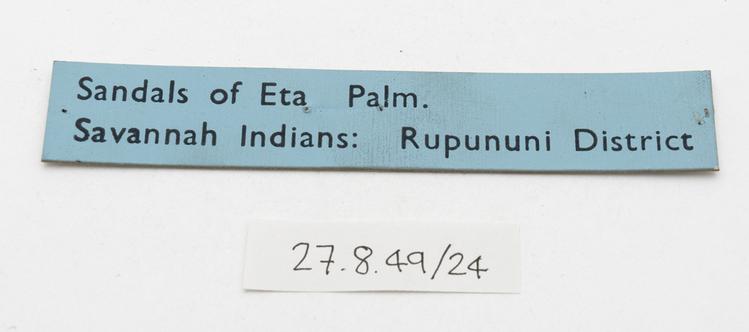 Sandals of Eta Palm.
Savannah Indians: Rupununi District
27.8.49/24